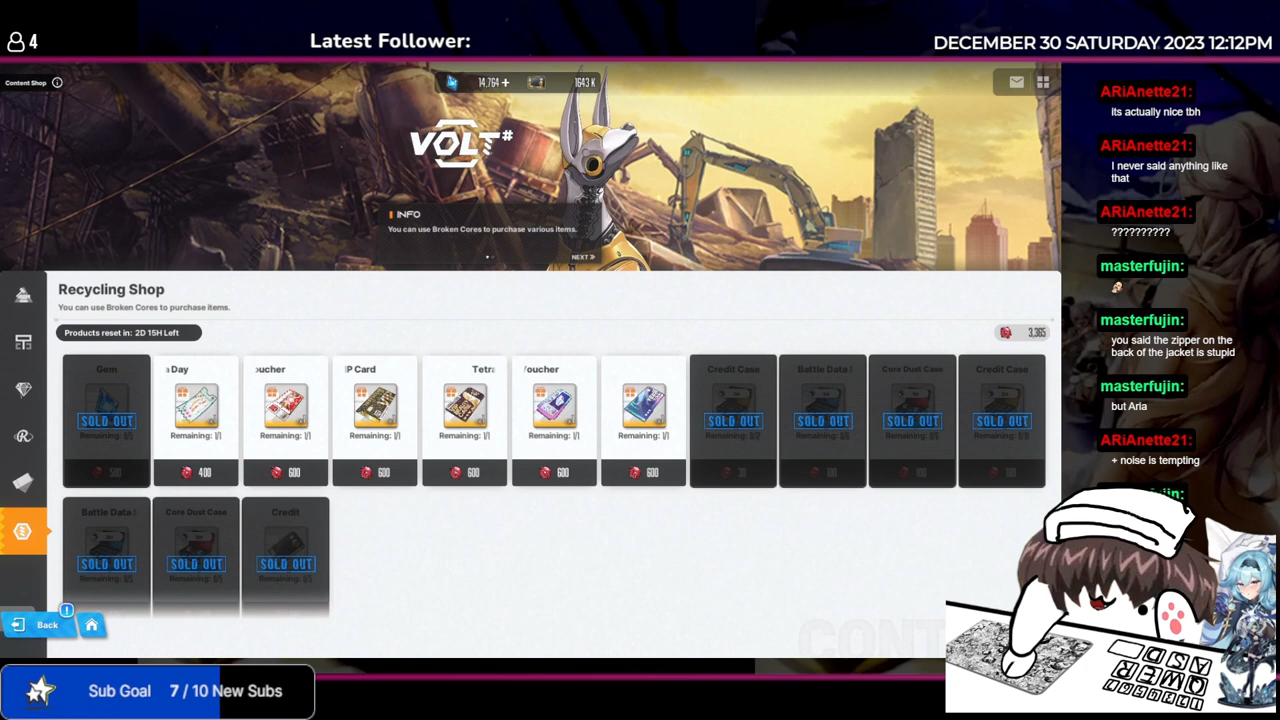 4
Latest Follower:
DECEMBER 30 SATURDAY 2023 12:12PM
Content Shop
14,764 +
1643 K
VOLT#
INFO
You can use Broken Cores to purchase various items.
NEXT »
ARiAnette21:
its actually nice tbh
ARiAnette21:
I never said anything like
that
ARiAnette21:
??????????
masterfujin:
masterfujin:
you said the zipper on the
back of the jacket is stupid
masterfujin:
but Aria
ARiAnette21:
+ noise is tempting
Recycling Shop
You can use Broken Cores to purchase items.
Products reset in: 2D 15H Left
3,365
Gem
SOLD OUT
500
Day
Remaining: 1/1
400
oucher
Remaining: 1/1
600
P Card
Remaining: 1/1
600
Tetra
Remaining: 1/1
600
Voucher
Remaining: 1/1
600
Remaining: 1/1
600
Credit Case
SOLD OUT
Battle Data
SOLD OUT
Core Dust Case
SOLD OUT
Credit Case
SOLD OUT
Battle Data
SOLD OUT
Core Dust Case
SOLD OUT
Credit
SOLD OUT
Back
CONT
Sub Goal 7 / 10 New Subs